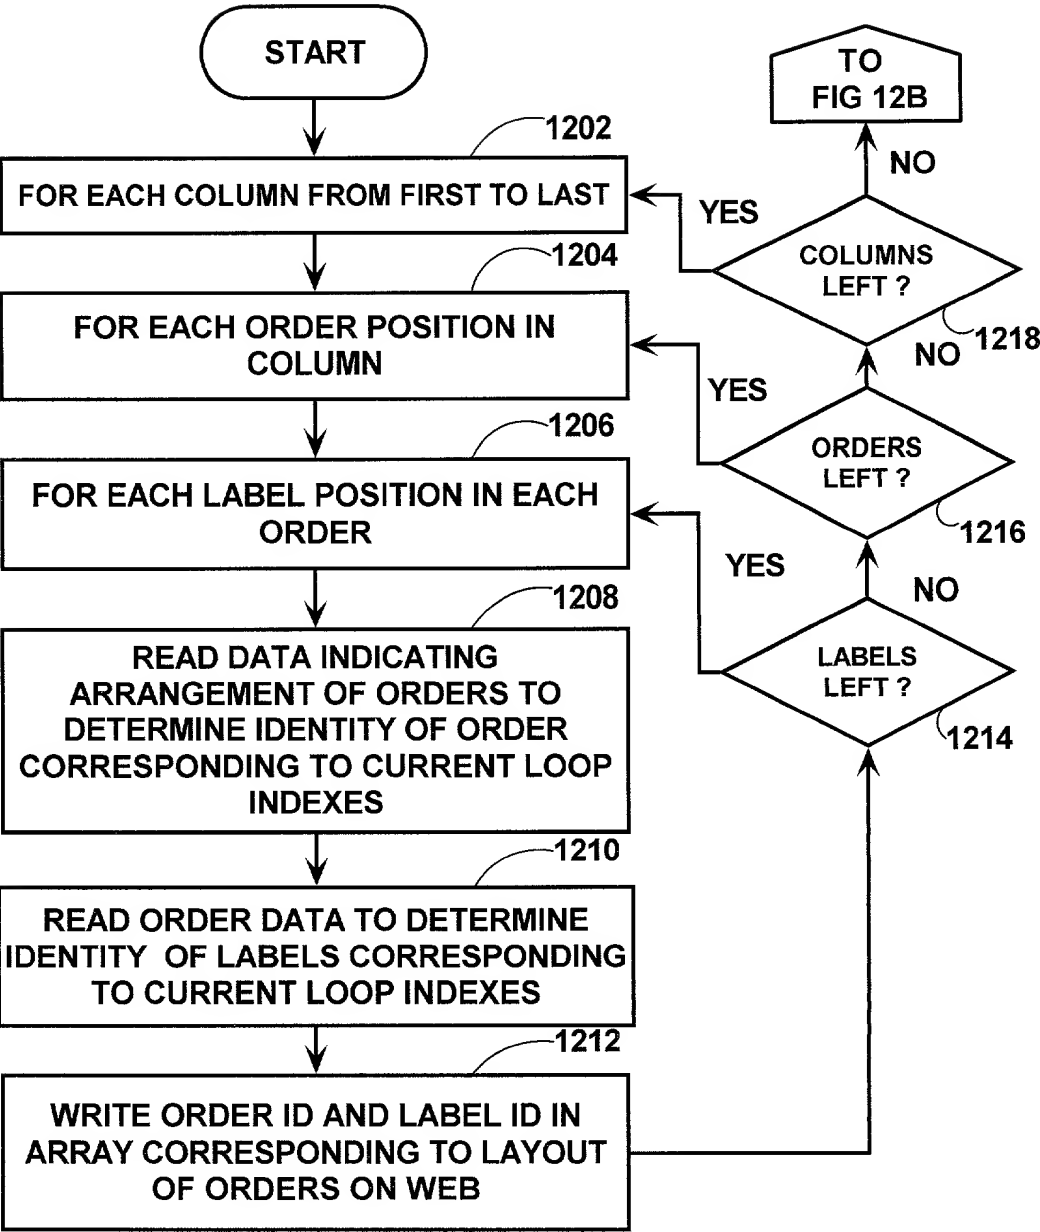 START
1202
FOR EACH COLUMN FROM FIRST TO LAST
1204
FOR EACH ORDER POSITION IN
COLUMN
1206
FOR EACH LABEL POSITION IN EACH
ORDER
1208
READ DATA INDICATING
ARRANGEMENT OF ORDERS TO
DETERMINE IDENTITY OF ORDER
CORRESPONDING TO CURRENT LOOP
INDEXES
1210
READ ORDER DATA TO DETERMINE
IDENTITY OF LABELS CORRESPONDING
TO CURRENT LOOP INDEXES
1212
WRITE ORDER ID AND LABEL ID IN
ARRAY CORRESPONDING TO LAYOUT
OF ORDERS ON WEB
LABELS
LEFT ?
1214
YES
NO
ORDERS
LEFT ?
1216
YES
NO
COLUMNS
LEFT ?
1218
YES
NO
TO
FIG 12B